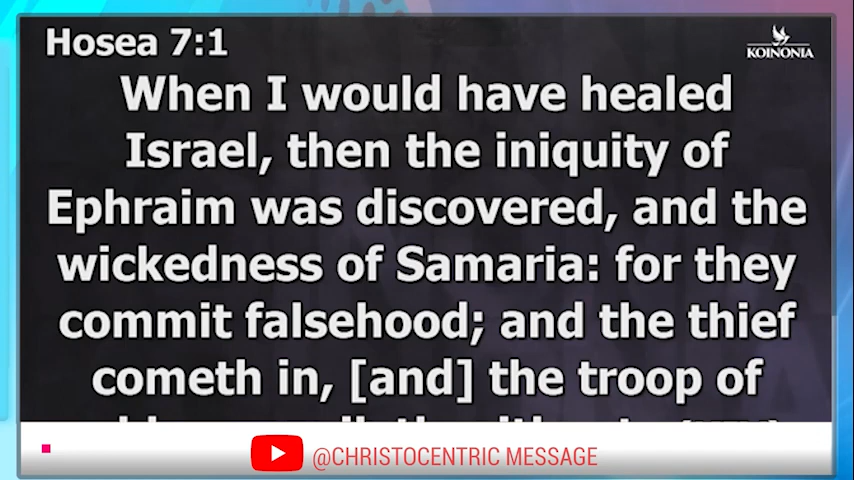 Hosea 7:1
KOINONIA
When I would have healed
Israel, then the iniquity of
Ephraim was discovered, and the
wickedness of Samaria: for they
commit falsehood; and the thief
cometh in, [and] the troop of
@CHRISTOCENTRIC MESSAGE